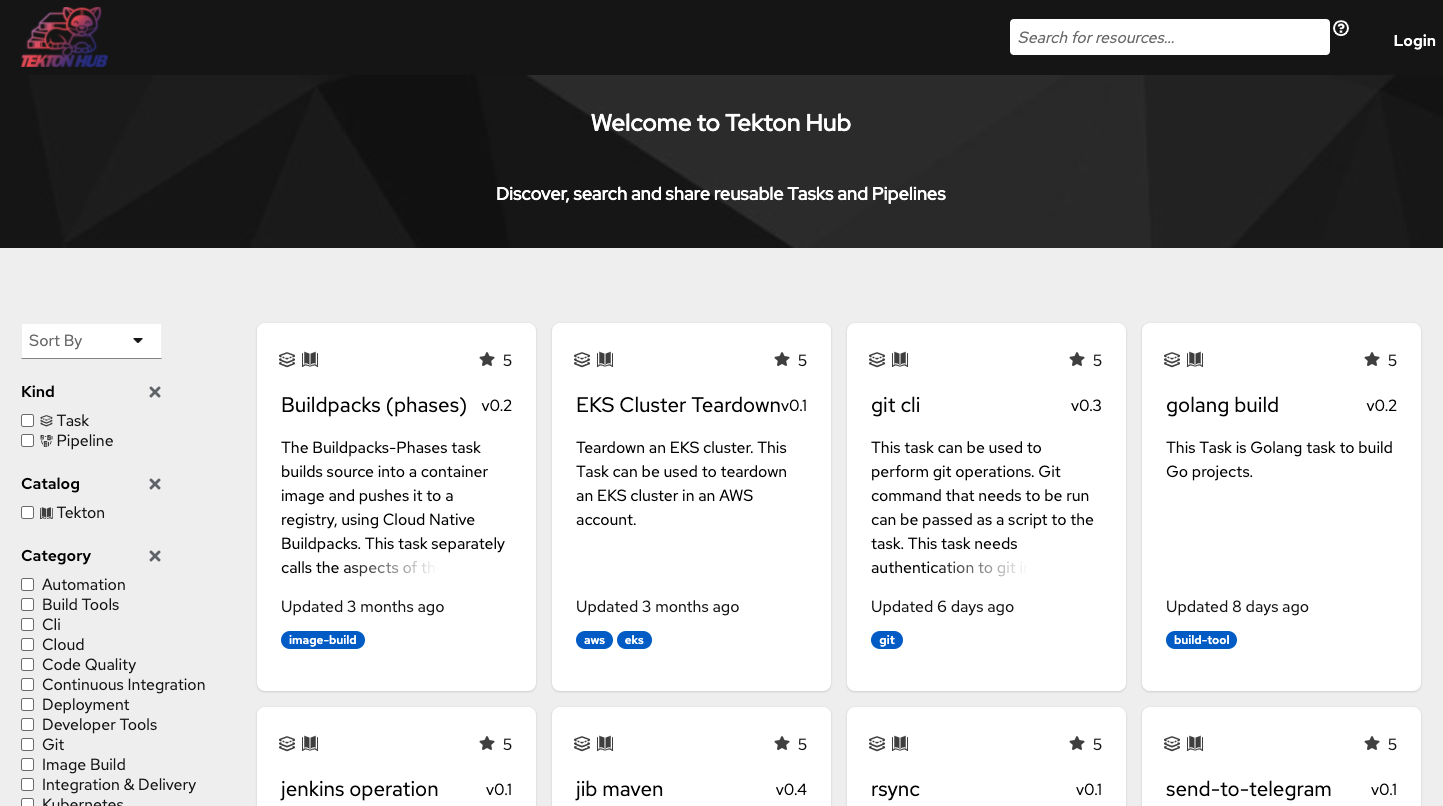 TEKTON HUB
Search for resources...
Login
Welcome to Tekton Hub
Discover, search and share reusable Tasks and Pipelines
Sort By
Kind
Task
Pipeline
Catalog
Tekton
Category
Automation
Build Tools
Cli
Cloud
Code Quality
Continuous Integration
Deployment
Developer Tools
Git
Image Build
Integration & Delivery
Kubernetes
5
Buildpacks (phases) v0.2
The Buildpacks-Phases task
builds source into a container
image and pushes it to a
registry, using Cloud Native
Buildpacks. This task separately
calls the aspects of th
Updated 3 months ago
image-build
5
EKS Cluster Teardown v0.1
Teardown an EKS cluster. This
Task can be used to teardown
an EKS cluster in an AWS
account.
Updated 3 months ago
aws eks
5
git cli v0.3
This task can be used to
perform git operations. Git
command that needs to be run
can be passed as a script to the
task. This task needs
authentication to git i
Updated 6 days ago
git
5
golang build v0.2
This Task is Golang task to build
Go projects.
Updated 8 days ago
build-tool
5
jenkins operation v0.1
5
jib maven v0.4
5
rsync v0.1
5
send-to-telegram v0.1